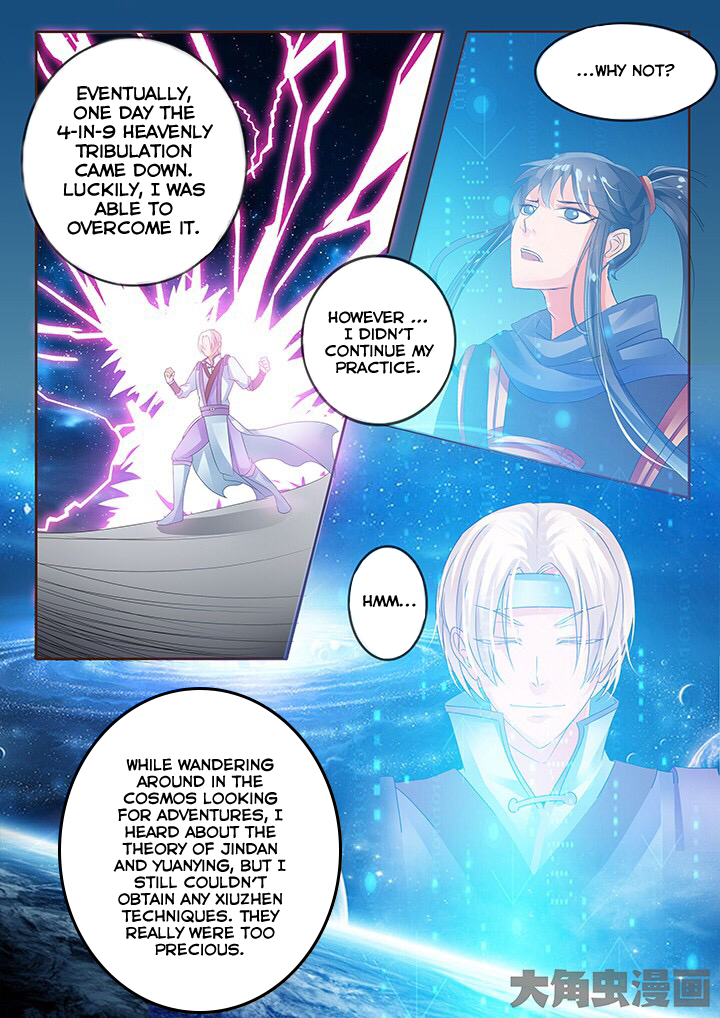 EVENTUALLY,
ONE DAY THE
4-IN-9 HEAVENLY
TRIBULATION
CAME DOWN.
LUCKILY, I WAS
ABLE TO
OVERCOME IT.
HOWEVER ...
I DIDN'T
CONTINUE MY
PRACTICE.
...WHY NOT?
HMM...
WHILE WANDERING
AROUND IN THE
COSMOS LOOKING
FOR ADVENTURES, I
HEARD ABOUT THE
THEORY OF JINDAN
AND YUANYING, BUT I
STILL COULDN'T
OBTAIN ANY XIUZHEN
TECHNIQUES. THEY
REALLY WERE TOO
PRECIOUS.
大角虫漫画